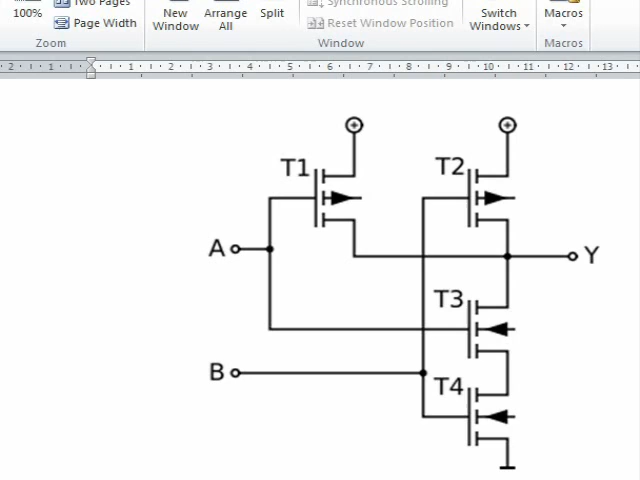 Two Pages
Synchronous Scrolling
100%
Page Width
New
Window
Arrange
All
Split
Reset Window Position
Switch
Windows
Macros
Zoom
Window
Macros
2 1 1 2 3 4 5 6 7 8 9 10 11 12 13
T1
T2
A
Y
T3
B
T4